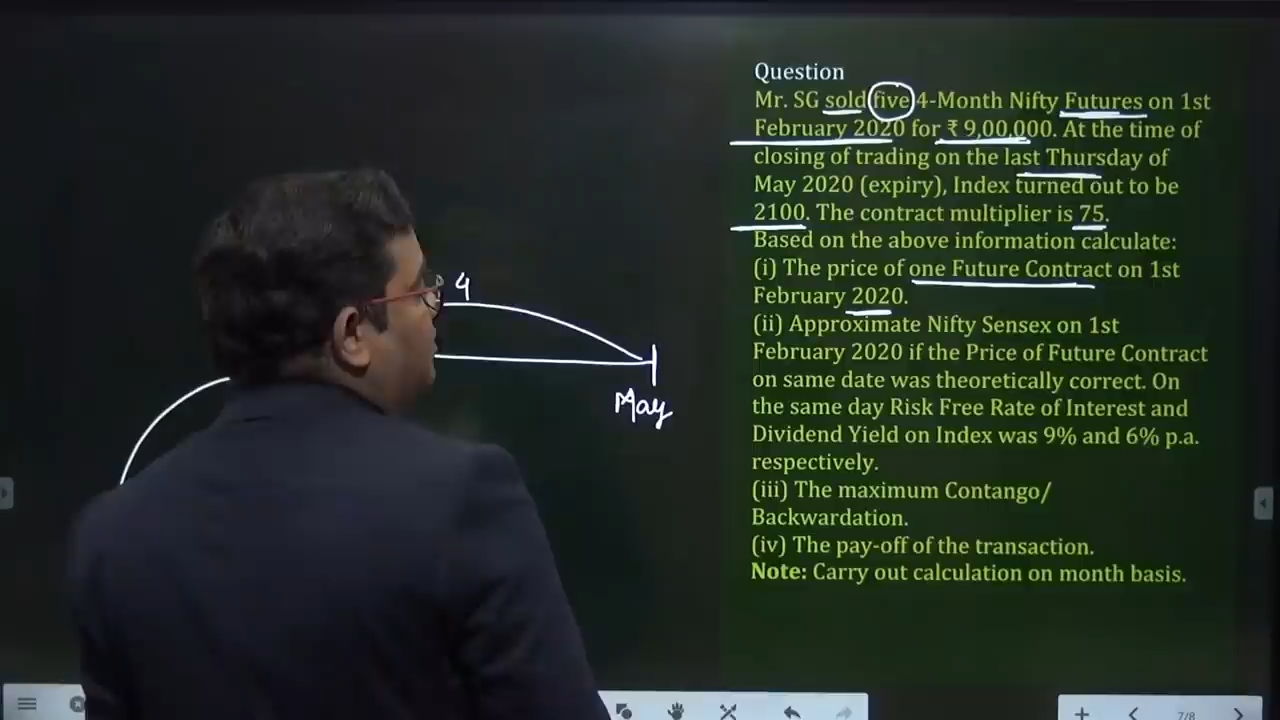 Question
Mr. SG sold five 4-Month Nifty Futures on 1st
February 2020 for ₹ 9,00,000. At the time of
closing of trading on the last Thursday of
May 2020 (expiry), Index turned out to be
2100. The contract multiplier is 75.
Based on the above information calculate:
(i) The price of one Future Contract on 1st
February 2020.
(ii) Approximate Nifty Sensex on 1st
February 2020 if the Price of Future Contract
on same date was theoretically correct. On
the same day Risk Free Rate of Interest and
Dividend Yield on Index was 9% and 6% p.a.
respectively.
(iii) The maximum Contango/
Backwardation.
(iv) The pay-off of the transaction.
Note: Carry out calculation on month basis.
4
May
7/8